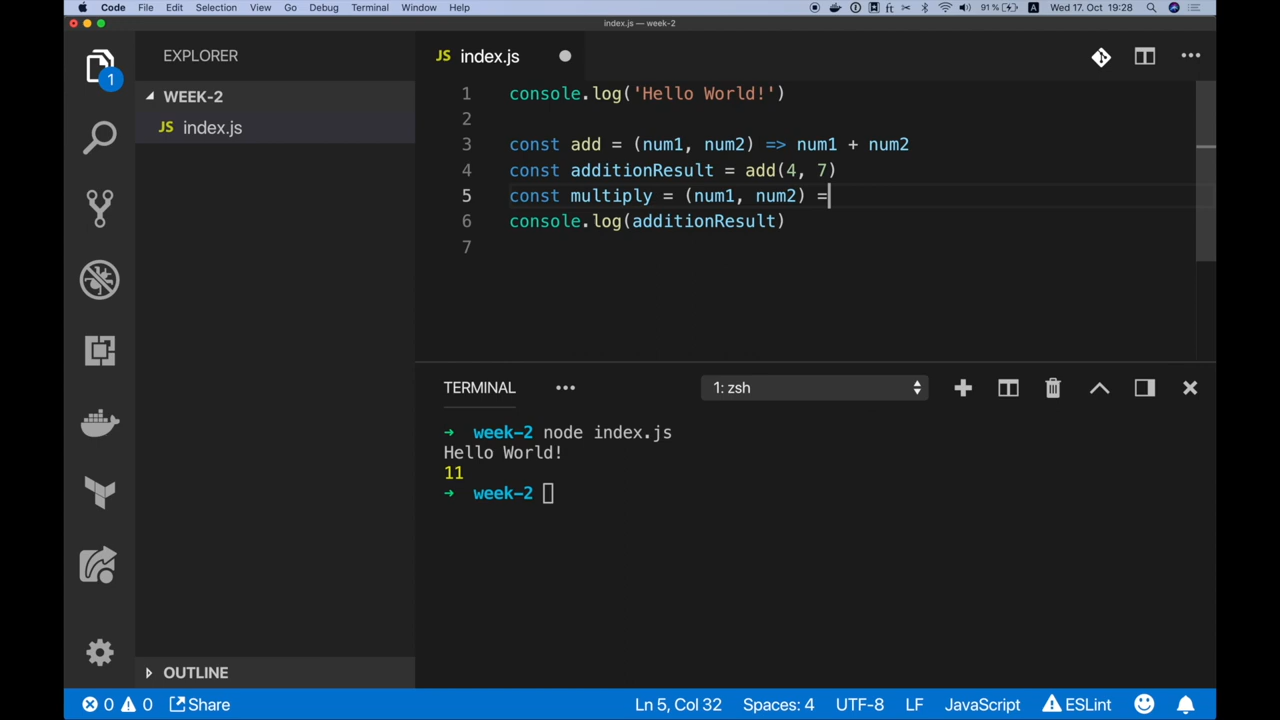 Code File Edit Selection View Go Debug Terminal Window Help 91% A Wed 17. Oct 19:28
index.js — week-2
EXPLORER
JS index.js
1
WEEK-2
JS index.js
1 console.log('Hello World!')
2
3 const add = (num1, num2) => num1 + num2
4 const additionResult = add(4, 7)
5 const multiply = (num1, num2) =
6 console.log(additionResult)
7
TERMINAL ••• 1: zsh
➜ week-2 node index.js
Hello World!
11
➜ week-2
OUTLINE
0 0 Share Ln 5, Col 32 Spaces: 4 UTF-8 LF JavaScript ESLint